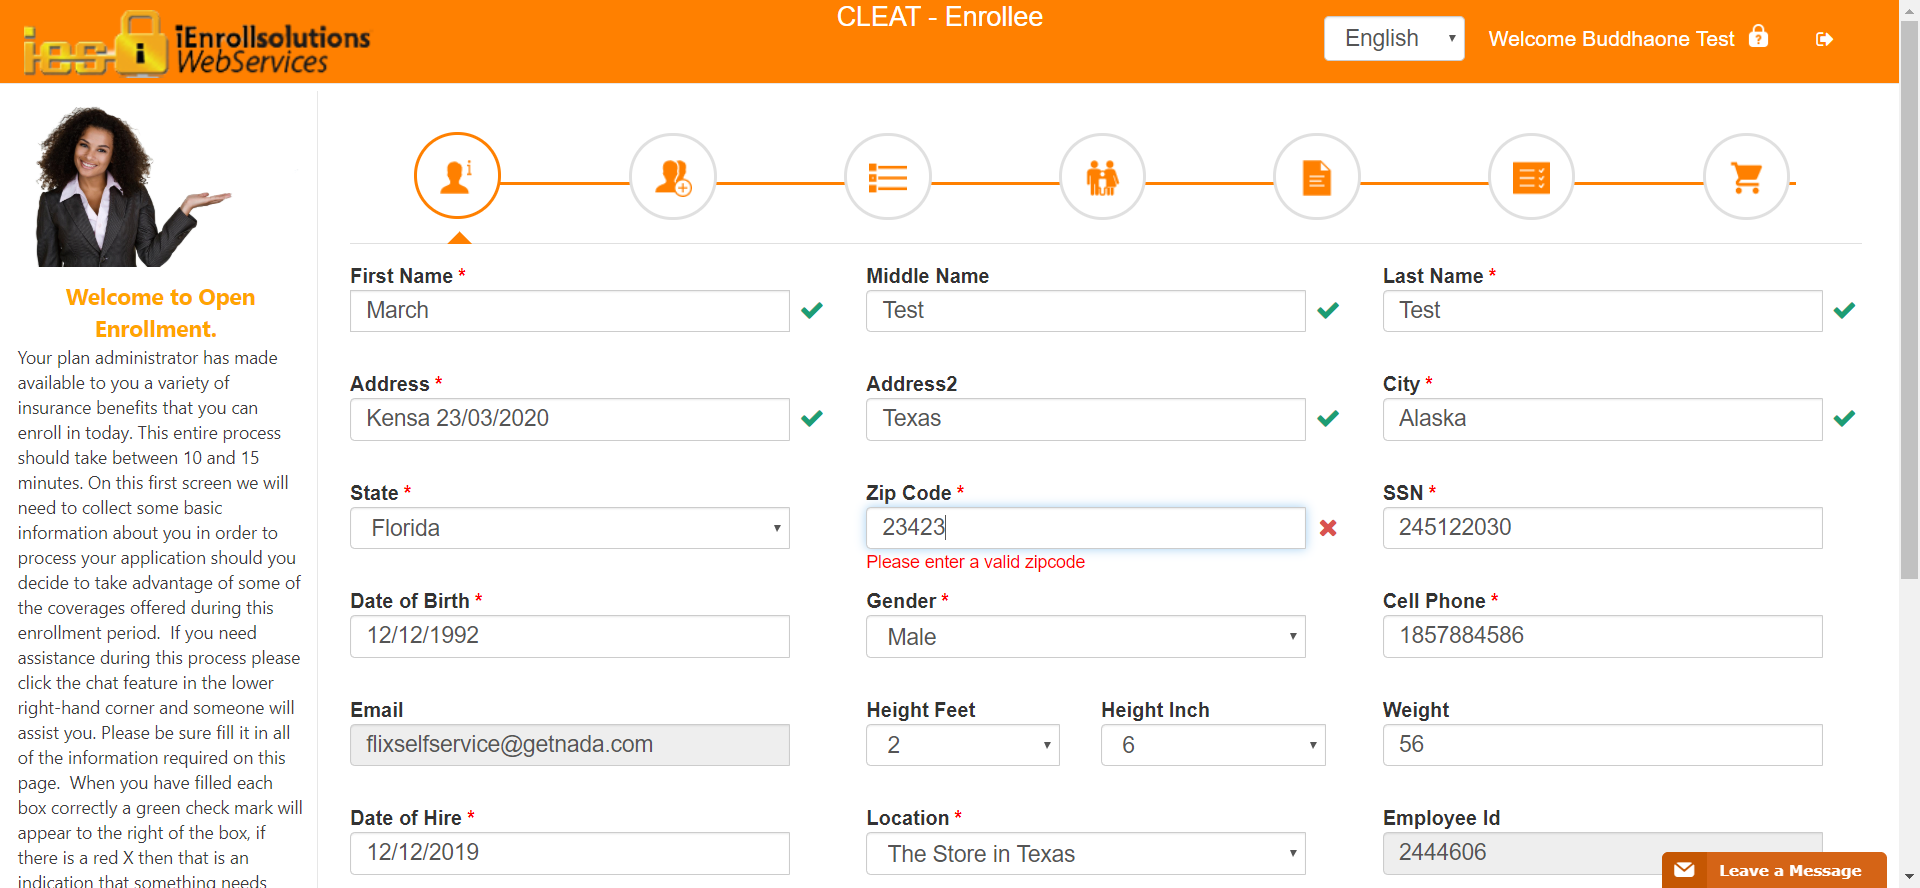 CLEAT - Enrollee
ies i iEnrollsolutions
WebServices
English
Welcome Buddhaone Test
Welcome to Open
Enrollment.
Your plan administrator has made
available to you a variety of
insurance benefits that you can
enroll in today. This entire process
should take between 10 and 15
minutes. On this first screen we will
need to collect some basic
information about you in order to
process your application should you
decide to take advantage of some of
the coverages offered during this
enrollment period.  If you need
assistance during this process please
click the chat feature in the lower
right-hand corner and someone will
assist you. Please be sure fill it in all
of the information required on this
page.  When you have filled each
box correctly a green check mark will
appear to the right of the box, if
there is a red X then that is an
indication that something needs
First Name *
March
Middle Name
Test
Last Name *
Test
Address *
Kensa 23/03/2020
Address2
Texas
City *
Alaska
State *
Florida
Zip Code *
23423
Please enter a valid zipcode
SSN *
245122030
Date of Birth *
12/12/1992
Gender *
Male
Cell Phone *
1857884586
Email
flixselfservice@getnada.com
Height Feet
2
Height Inch
6
Weight
56
Date of Hire *
12/12/2019
Location *
The Store in Texas
Employee Id
2444606
Leave a Message